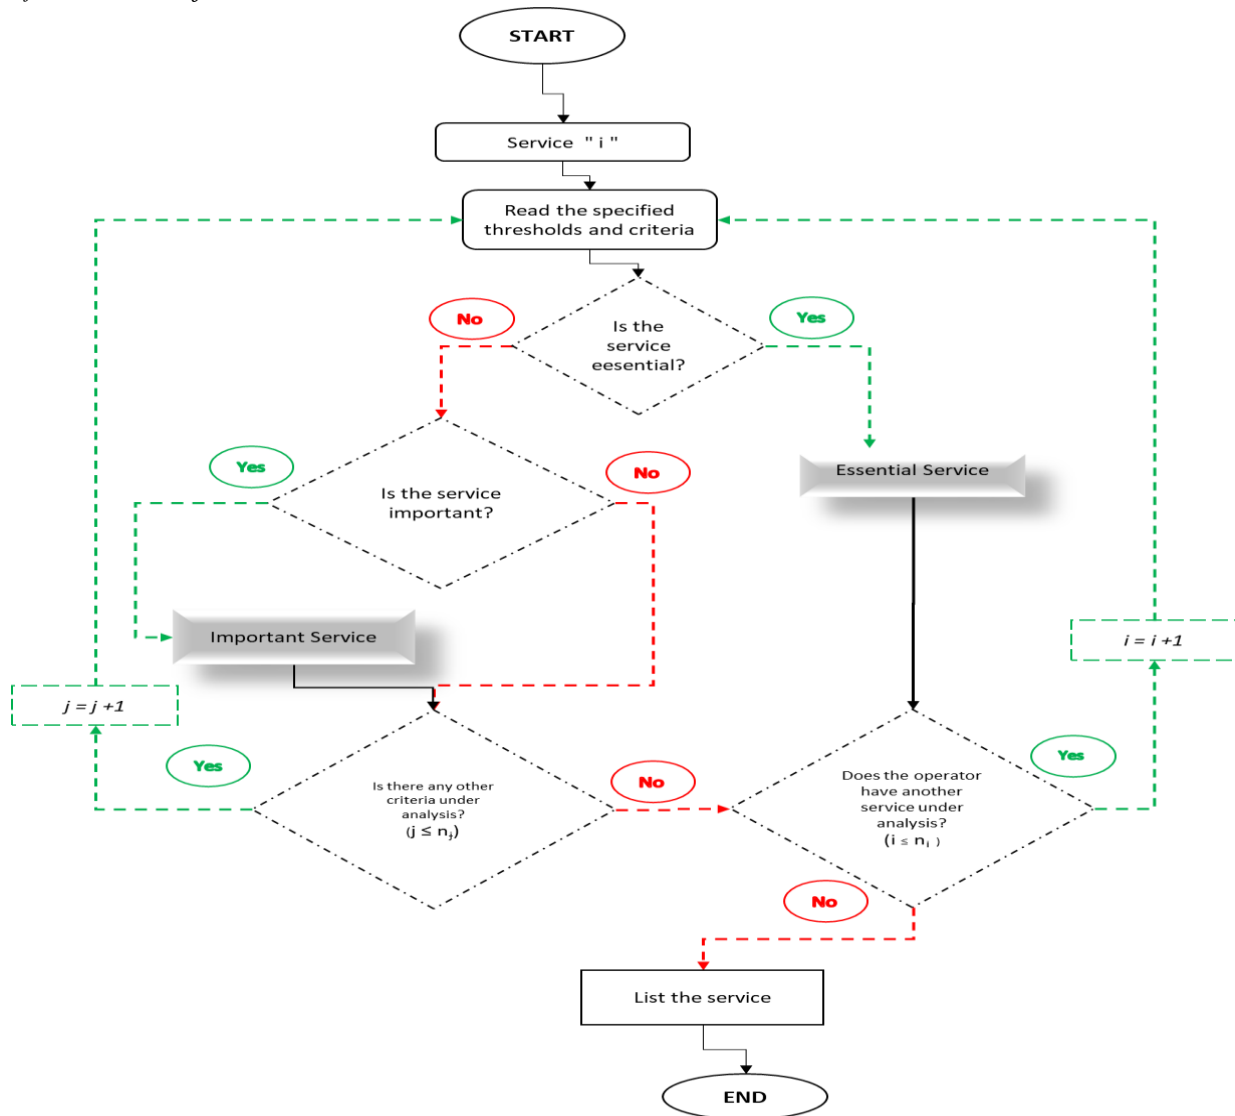 START
Service " i "
Read the specified
thresholds and criteria
No
Yes
Is the
service
eesential?
Yes
No
Essential Service
Is the service
important?
Important Service
i = i +1
j = j +1
Yes
No
Yes
Is there any other
criteria under
analysis?
(j ≤ nj)
Does the operator
have another
service under
analysis?
(i ≤ ni )
No
List the service
END